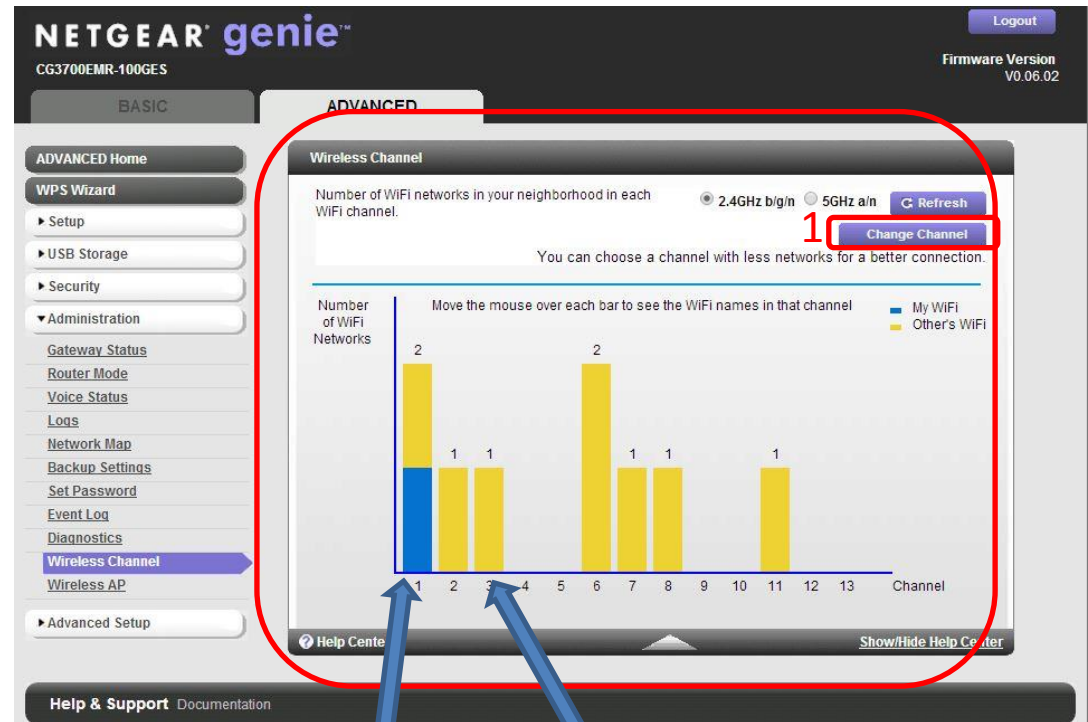 NETGEAR® genie™
Logout
CG3700EMR-100GES
Firmware Version
V0.06.02
BASIC
ADVANCED
ADVANCED Home
WPS Wizard
Setup
USB Storage
Security
Administration
Gateway Status
Router Mode
Voice Status
Logs
Network Map
Backup Settings
Set Password
Event Log
Diagnostics
Wireless Channel
Wireless AP
Advanced Setup
Wireless Channel
Number of WiFi networks in your neighborhood in each
WiFi channel.
2.4GHz b/g/n 5GHz a/n Refresh
1 Change Channel
You can choose a channel with less networks for a better connection.
Number
of WiFi
Networks
Move the mouse over each bar to see the WiFi names in that channel
My WiFi
Other's WiFi
2 2
1 1 1 1 1
1 2 3 4 5 6 7 8 9 10 11 12 13 Channel
Help Center
Show/Hide Help Center
Help & Support Documentation